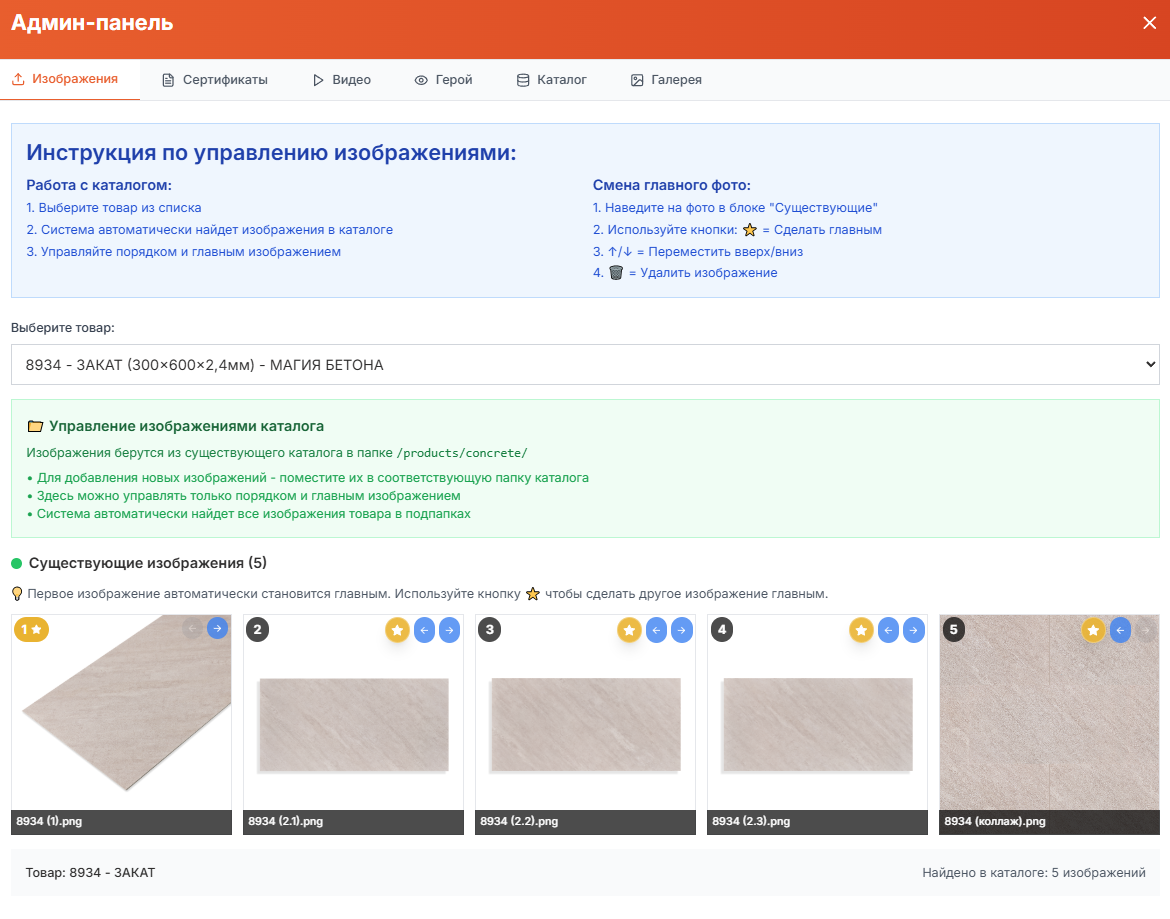 Админ-панель
Изображения
Сертификаты
Видео
Герой
Каталог
Галерея
Инструкция по управлению изображениями:
Работа с каталогом:
1. Выберите товар из списка
2. Система автоматически найдет изображения в каталоге
3. Управляйте порядком и главным изображением
Смена главного фото:
1. Наведите на фото в блоке "Существующие"
2. Используйте кнопки: ⭐ = Сделать главным
3. ↑/↓ = Переместить вверх/вниз
4. 🗑️ = Удалить изображение
Выберите товар:
8934 - ЗАКАТ (300×600×2,4мм) - МАГИЯ БЕТОНА
📁 Управление изображениями каталога
Изображения берутся из существующего каталога в папке /products/concrete/
• Для добавления новых изображений - поместите их в соответствующую папку каталога
• Здесь можно управлять только порядком и главным изображением
• Система автоматически найдет все изображения товара в подпапках
Существующие изображения (5)
💡 Первое изображение автоматически становится главным. Используйте кнопку ⭐ чтобы сделать другое изображение главным.
1 ★ ← →
2 ★ ← →
3 ★ ← →
4 ★ ← →
5 ★ ← →
8934 (1).png
8934 (2.1).png
8934 (2.2).png
8934 (2.3).png
8934 (коллаж).png
Товар: 8934 - ЗАКАТ
Найдено в каталоге: 5 изображений